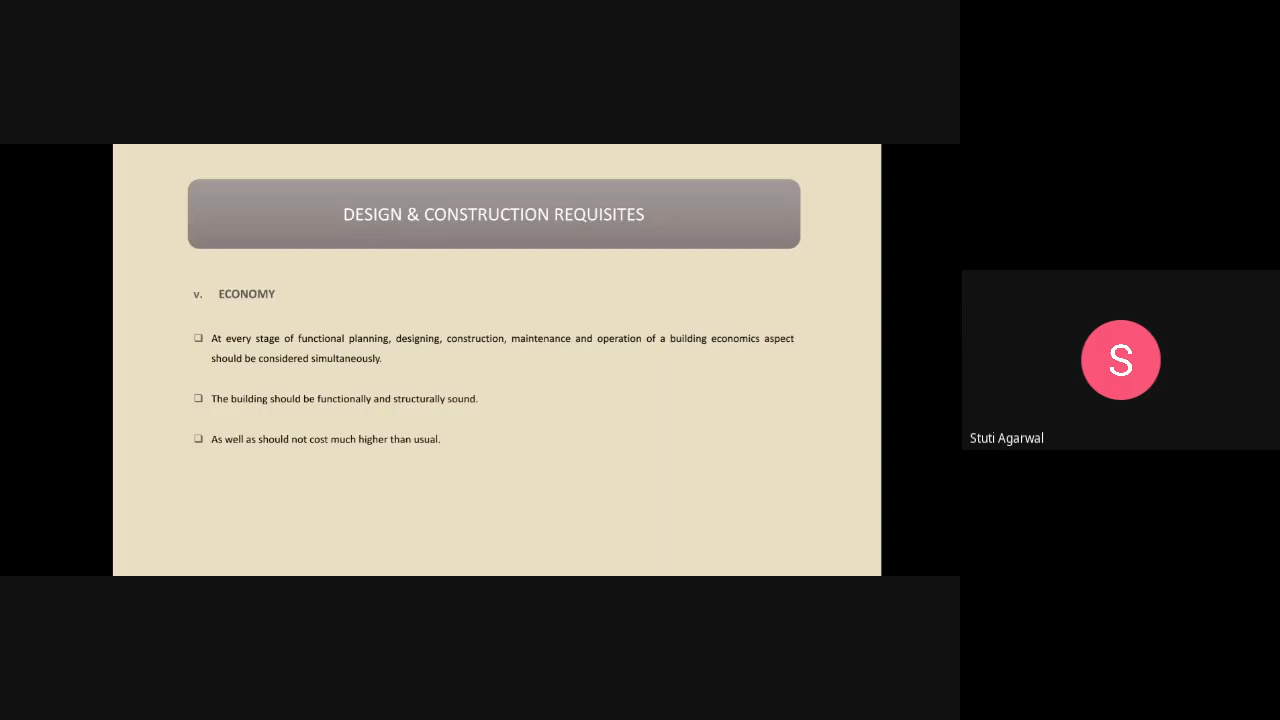 DESIGN & CONSTRUCTION REQUISITES
v. ECONOMY
❑ At every stage of functional planning, designing, construction, maintenance and operation of a building economics aspect
should be considered simultaneously.
❑ The building should be functionally and structurally sound.
❑ As well as should not cost much higher than usual.
S
Stuti Agarwal